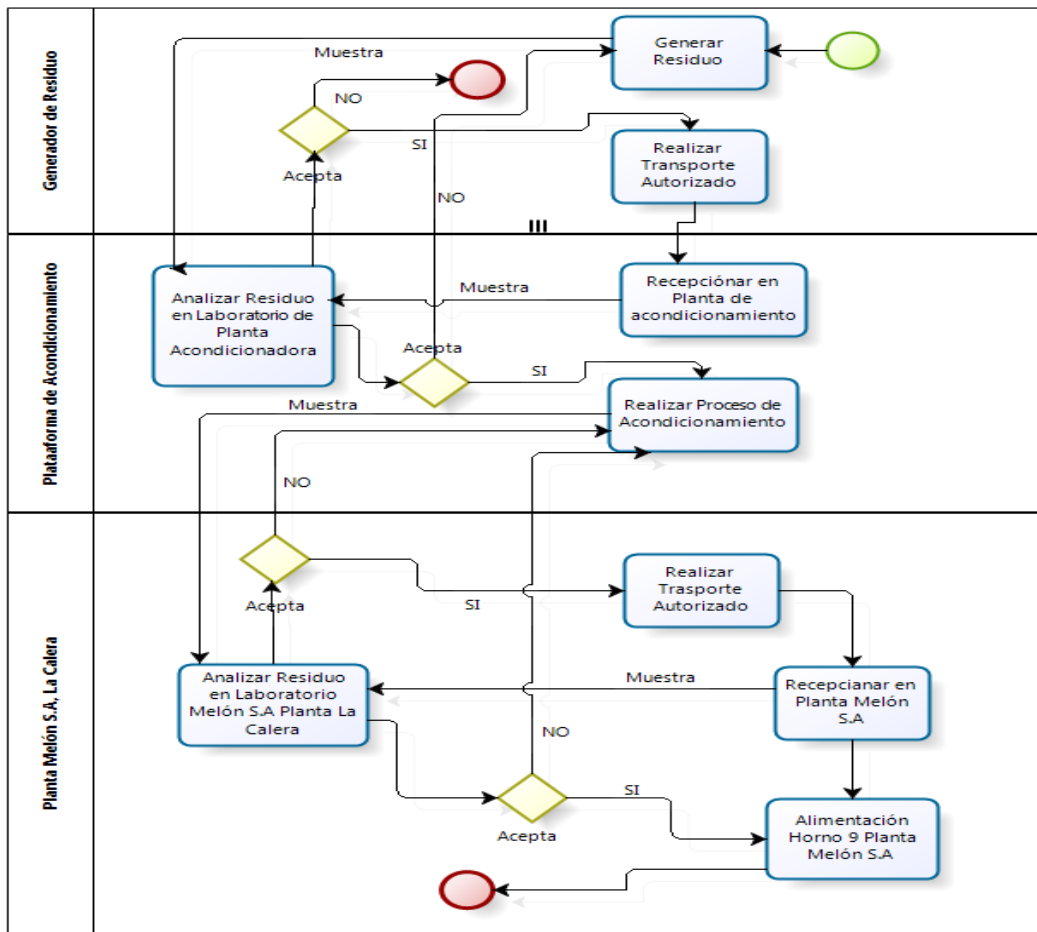 Generador de Residuo
Muestra
Generar
Residuo
NO
SI
Acepta
Realizar
Transporte
Autorizado
NO
III
Plataaforma de Acondicionamiento
Analizar Residuo
en Laboratorio de
Planta
Acondicionadora
Muestra
Recepciónar en
Planta de
acondicionamiento
Acepta
SI
Muestra
Realizar Proceso de
Acondicionamiento
NO
Planta Melón S.A, La Calera
Acepta
SI
Realizar
Trasporte
Autorizado
Analizar Residuo
en Laboratorio
Melón S.A Planta La
Calera
Muestra
Recepcianar en
Planta Melón
S.A
NO
SI
Acepta
Alimentación
Horno 9 Planta
Melón S.A